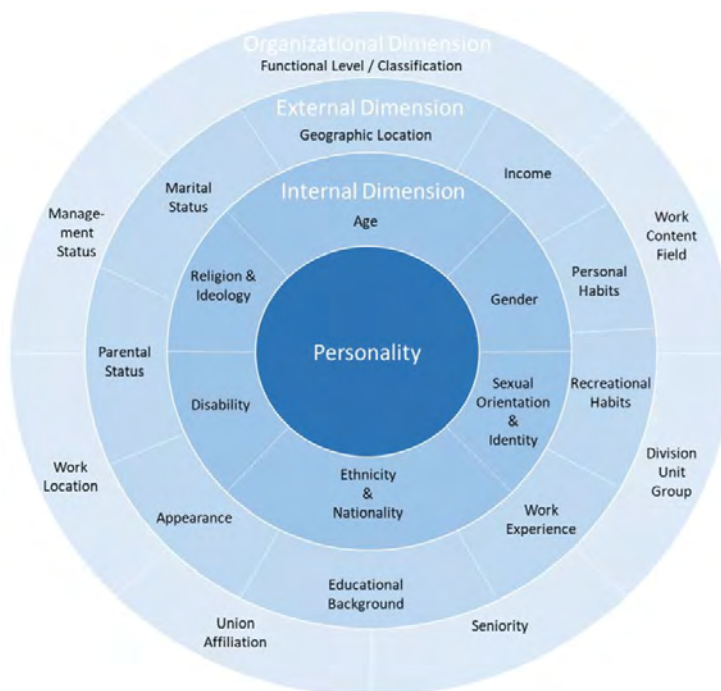 Organizational Dimension
Functional Level / Classification
External Dimension
Geographic Location
Income
Marital
Status
Internal Dimension
Age
Manage-
ment
Status
Work
Content
Field
Religion &
Ideology
Gender
Personal
Habits
Personality
Parental
Status
Disability
Sexual
Orientation
&
Identity
Recreational
Habits
Work
Location
Division
Unit
Group
Ethnicity
&
Nationality
Appearance
Work
Experience
Educational
Background
Union
Affiliation
Seniority